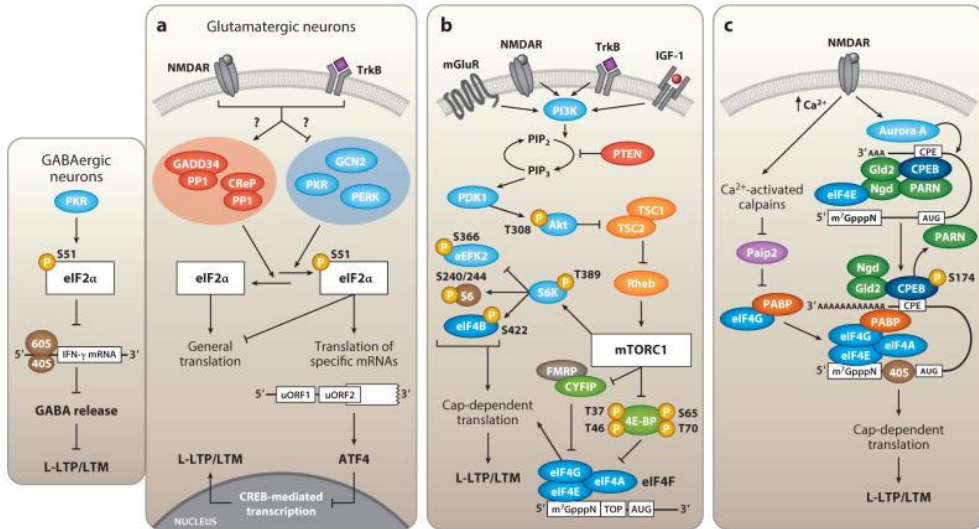 GABAergic
neurons
PKR
P S51
eIF2α
60S
40S
5′ IFN-γ mRNA 3′
GABA release
L-LTP/LTM
a Glutamatergic neurons
NMDAR
TrkB
? ?
GADD34
PP1
CReP
PP1
GCN2
PKR
PERK
eIF2α
P S51
eIF2α
General
translation
Translation of
specific mRNAs
5′ uORF1 uORF2 3′
L-LTP/LTM
ATF4
CREB-mediated
transcription
NUCLEUS
b
mGluR
NMDAR
TrkB
IGF-1
PI3K
PIP2
PIP3
PTEN
PDK1
T308 P Akt
TSC1
TSC2
S366
P eEFK2
S240/244
P S6
S6K P T389
Rheb
P
eIF4B S422
mTORC1
FMRP
CYFIP
Cap-dependent
translation
L-LTP/LTM
T37 P 4E-BP P S65
T46 P P T70
eIF4G
eIF4A
eIF4E
eIF4F
5′ m7GpppN TOP AUG 3′
c
NMDAR
Ca2+
Aurora A
3′ AAA CPE
Gld2
CPEB
Ngd
PARN
eIF4E
5′ m7GpppN AUG
PARN
Ca2+-activated
calpains
Paip2
PABP
eIF4G
Ngd
Gld2
CPEB
P S174
3′ AAAAAAAAAAAA CPE
PABP
eIF4G
eIF4A
eIF4E
5′ m7GpppN 40S AUG
Cap-dependent
translation
L-LTP/LTM